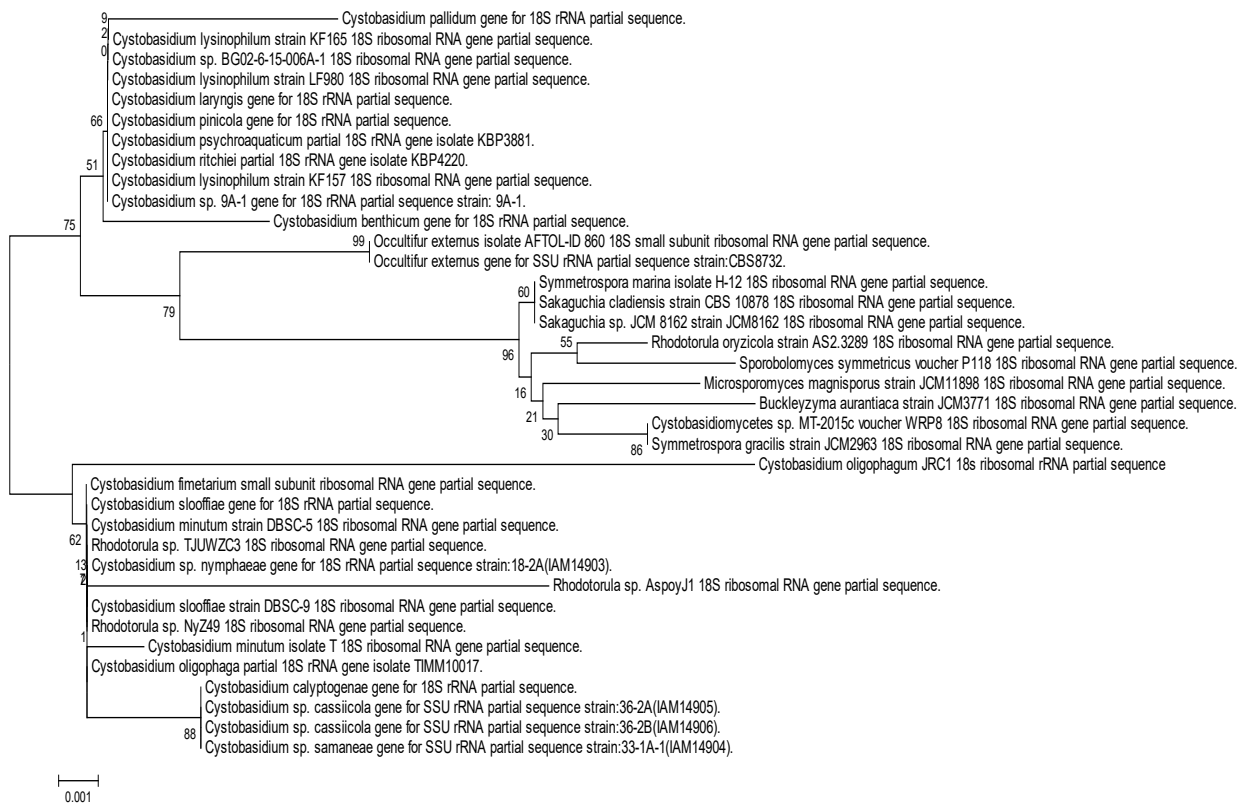 9
Cystobasidium pallidum gene for 18S rRNA partial sequence.
2
Cystobasidium lysinophilum strain KF165 18S ribosomal RNA gene partial sequence.
0
Cystobasidium sp. BG02-6-15-006A-1 18S ribosomal RNA gene partial sequence.
Cystobasidium lysinophilum strain LF980 18S ribosomal RNA gene partial sequence.
Cystobasidium laryngis gene for 18S rRNA partial sequence.
66
Cystobasidium pinicola gene for 18S rRNA partial sequence.
Cystobasidium psychroaquaticum partial 18S rRNA gene isolate KBP3881.
51
Cystobasidium ritchiei partial 18S rRNA gene isolate KBP4220.
Cystobasidium lysinophilum strain KF157 18S ribosomal RNA gene partial sequence.
Cystobasidium sp. 9A-1 gene for 18S rRNA partial sequence strain: 9A-1.
75
Cystobasidium benthicum gene for 18S rRNA partial sequence.
99
Occultifur externus isolate AFTOL-ID 860 18S small subunit ribosomal RNA gene partial sequence.
Occultifur externus gene for SSU rRNA partial sequence strain:CBS8732.
Symmetrospora marina isolate H-12 18S ribosomal RNA gene partial sequence.
60
Sakaguchia cladiensis strain CBS 10878 18S ribosomal RNA gene partial sequence.
79
Sakaguchia sp. JCM 8162 strain JCM8162 18S ribosomal RNA gene partial sequence.
55
Rhodotorula oryzicola strain AS2.3289 18S ribosomal RNA gene partial sequence.
96
Sporobolomyces symmetricus voucher P118 18S ribosomal RNA gene partial sequence.
Microsporomyces magnisporus strain JCM11898 18S ribosomal RNA gene partial sequence.
16
Buckleyzyma aurantiaca strain JCM3771 18S ribosomal RNA gene partial sequence.
21
Cystobasidiomycetes sp. MT-2015c voucher WRP8 18S ribosomal RNA gene partial sequence.
30
Symmetrospora gracilis strain JCM2963 18S ribosomal RNA gene partial sequence.
86
Cystobasidium oligophagum JRC1 18s ribosomal rRNA partial sequence
Cystobasidium fimetarium small subunit ribosomal RNA gene partial sequence.
Cystobasidium slooffiae gene for 18S rRNA partial sequence.
Cystobasidium minutum strain DBSC-5 18S ribosomal RNA gene partial sequence.
62
Rhodotorula sp. TJUWZC3 18S ribosomal RNA gene partial sequence.
13
Cystobasidium sp. nymphaeae gene for 18S rRNA partial sequence strain:18-2A(IAM14903).
Rhodotorula sp. AspoyJ1 18S ribosomal RNA gene partial sequence.
Cystobasidium slooffiae strain DBSC-9 18S ribosomal RNA gene partial sequence.
Rhodotorula sp. NyZ49 18S ribosomal RNA gene partial sequence.
1
Cystobasidium minutum isolate T 18S ribosomal RNA gene partial sequence.
Cystobasidium oligophaga partial 18S rRNA gene isolate TIMM10017.
Cystobasidium calyptogenae gene for 18S rRNA partial sequence.
Cystobasidium sp. cassiicola gene for SSU rRNA partial sequence strain:36-2A(IAM14905).
Cystobasidium sp. cassiicola gene for SSU rRNA partial sequence strain:36-2B(IAM14906).
88
Cystobasidium sp. samaneae gene for SSU rRNA partial sequence strain:33-1A-1(IAM14904).
0.001